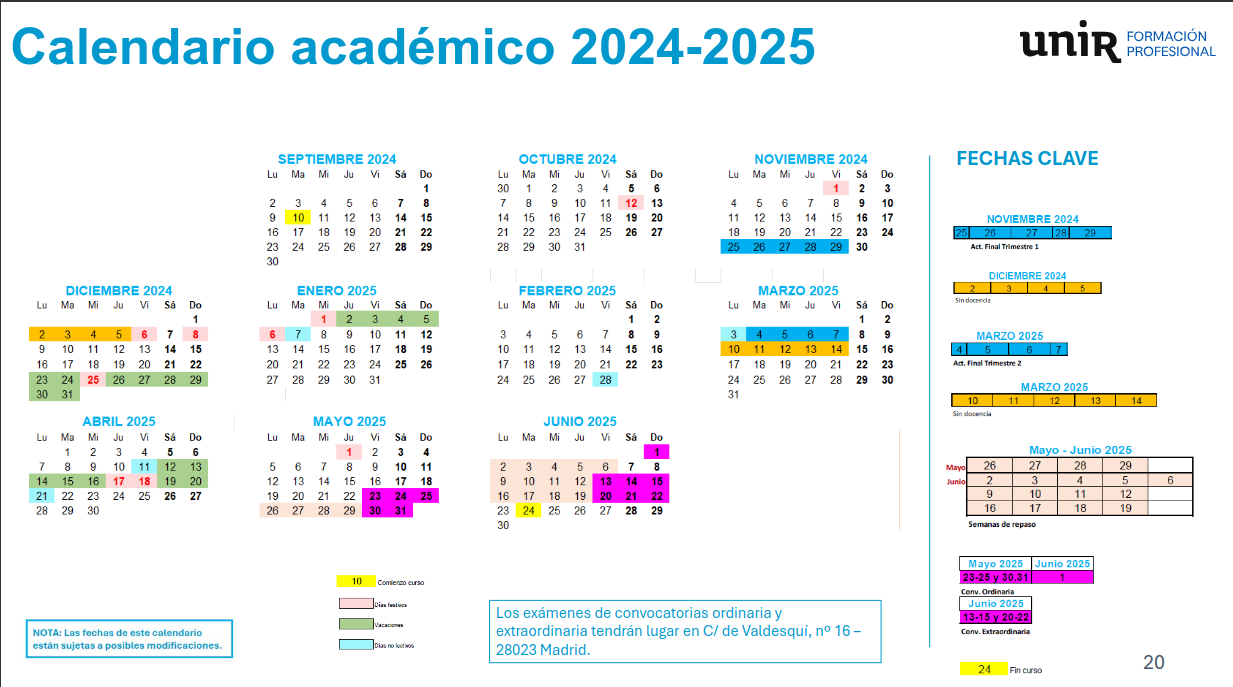 Calendario académico 2024-2025
unir FORMACIÓN
PROFESIONAL
SEPTIEMBRE 2024
Lu Ma Mi Ju Vi Sá Do
1
2 3 4 5 6 7 8
9 10 11 12 13 14 15
16 17 18 19 20 21 22
23 24 25 26 27 28 29
30
OCTUBRE 2024
Lu Ma Mi Ju Vi Sá Do
30 1 2 3 4 5 6
7 8 9 10 11 12 13
14 15 16 17 18 19 20
21 22 23 24 25 26 27
28 29 30 31
NOVIEMBRE 2024
Lu Ma Mi Ju Vi Sá Do
1 2 3
4 5 6 7 8 9 10
11 12 13 14 15 16 17
18 19 20 21 22 23 24
25 26 27 28 29 30
DICIEMBRE 2024
Lu Ma Mi Ju Vi Sá Do
1
2 3 4 5 6 7 8
9 10 11 12 13 14 15
16 17 18 19 20 21 22
23 24 25 26 27 28 29
30 31
ENERO 2025
Lu Ma Mi Ju Vi Sá Do
1 2 3 4 5
6 7 8 9 10 11 12
13 14 15 16 17 18 19
20 21 22 23 24 25 26
27 28 29 30 31
FEBRERO 2025
Lu Ma Mi Ju Vi Sá Do
1 2
3 4 5 6 7 8 9
10 11 12 13 14 15 16
17 18 19 20 21 22 23
24 25 26 27 28
MARZO 2025
Lu Ma Mi Ju Vi Sá Do
1 2
3 4 5 6 7 8 9
10 11 12 13 14 15 16
17 18 19 20 21 22 23
24 25 26 27 28 29 30
31
ABRIL 2025
Lu Ma Mi Ju Vi Sá Do
1 2 3 4 5 6
7 8 9 10 11 12 13
14 15 16 17 18 19 20
21 22 23 24 25 26 27
28 29 30
MAYO 2025
Lu Ma Mi Ju Vi Sá Do
1 2 3 4
5 6 7 8 9 10 11
12 13 14 15 16 17 18
19 20 21 22 23 24 25
26 27 28 29 30 31
JUNIO 2025
Lu Ma Mi Ju Vi Sá Do
1
2 3 4 5 6 7 8
9 10 11 12 13 14 15
16 17 18 19 20 21 22
23 24 25 26 27 28 29
30
10 Comienzo curso
Días festivos
Vacaciones
Días no lectivos
NOTA: Las fechas de este calendario
están sujetas a posibles modificaciones.
Los exámenes de convocatorias ordinaria y
extraordinaria tendrán lugar en C/ de Valdesquí, nº 16 –
28023 Madrid.
FECHAS CLAVE
NOVIEMBRE 2024
25 26 27 28 29
Act. Final Trimestre 1
DICIEMBRE 2024
2 3 4 5
Sin docencia
MARZO 2025
4 5 6 7
Act. Final Trimestre 2
MARZO 2025
10 11 12 13 14
Sin docencia
Mayo - Junio 2025
Mayo 26 27 28 29
Junio 2 3 4 5 6
9 10 11 12
16 17 18 19
Semanas de repaso
Mayo 2025 Junio 2025
23-25 y 30,31 1
Conv. Ordinaria
Junio 2025
13-15 y 20-22
Conv. Extraordinaria
24 Fin curso
20